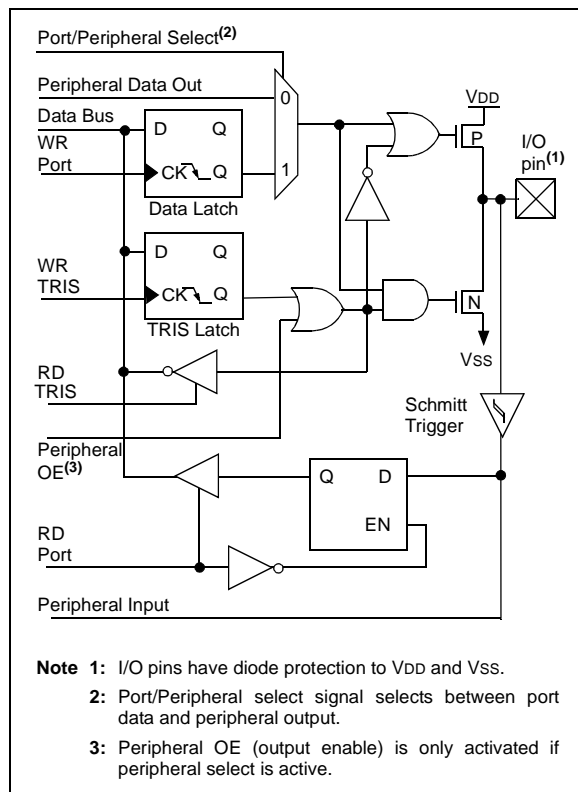 Port/Peripheral Select(2)
Peripheral Data Out
Data Bus
WR
Port
D Q
CK Q
Data Latch
0
1
VDD
P
I/O
pin(1)
WR
TRIS
D Q
CK Q
TRIS Latch
N
VSS
RD
TRIS
Schmitt
Trigger
Peripheral
OE(3)
Q D
EN
RD
Port
Peripheral Input
Note 1: I/O pins have diode protection to VDD and VSS.
2: Port/Peripheral select signal selects between port
data and peripheral output.
3: Peripheral OE (output enable) is only activated if
peripheral select is active.